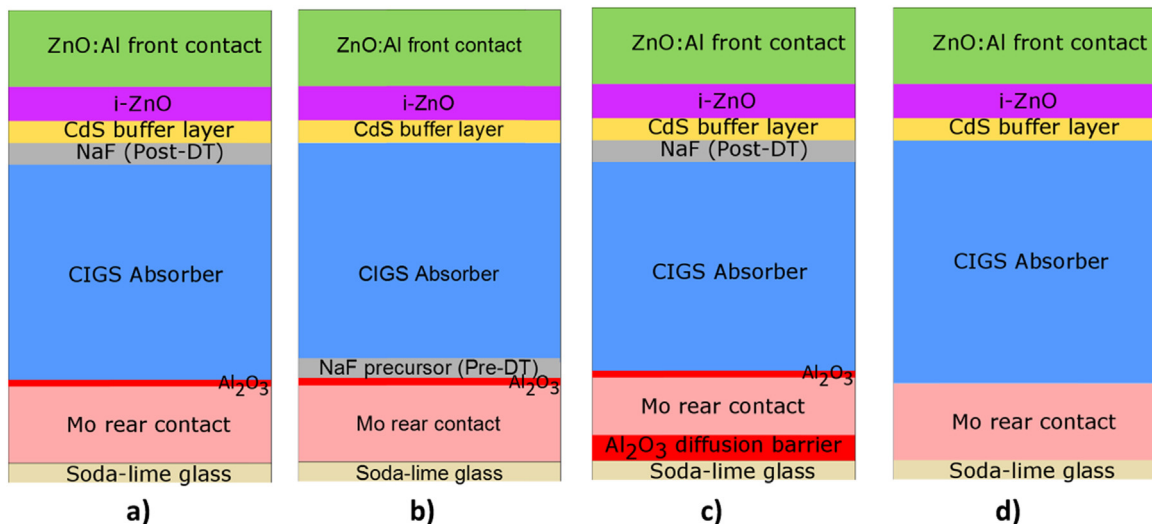 ZnO:Al front contact
i-ZnO
CdS buffer layer
NaF (Post-DT)
CIGS Absorber
Al₂O₃
Mo rear contact
Soda-lime glass
a)
ZnO:Al front contact
i-ZnO
CdS buffer layer
CIGS Absorber
NaF precursor (Pre-DT)
Al₂O₃
Mo rear contact
Soda-lime glass
b)
ZnO:Al front contact
i-ZnO
CdS buffer layer
NaF (Post-DT)
CIGS Absorber
Al₂O₃
Mo rear contact
Al₂O₃ diffusion barrier
Soda-lime glass
c)
ZnO:Al front contact
i-ZnO
CdS buffer layer
CIGS Absorber
Mo rear contact
Soda-lime glass
d)